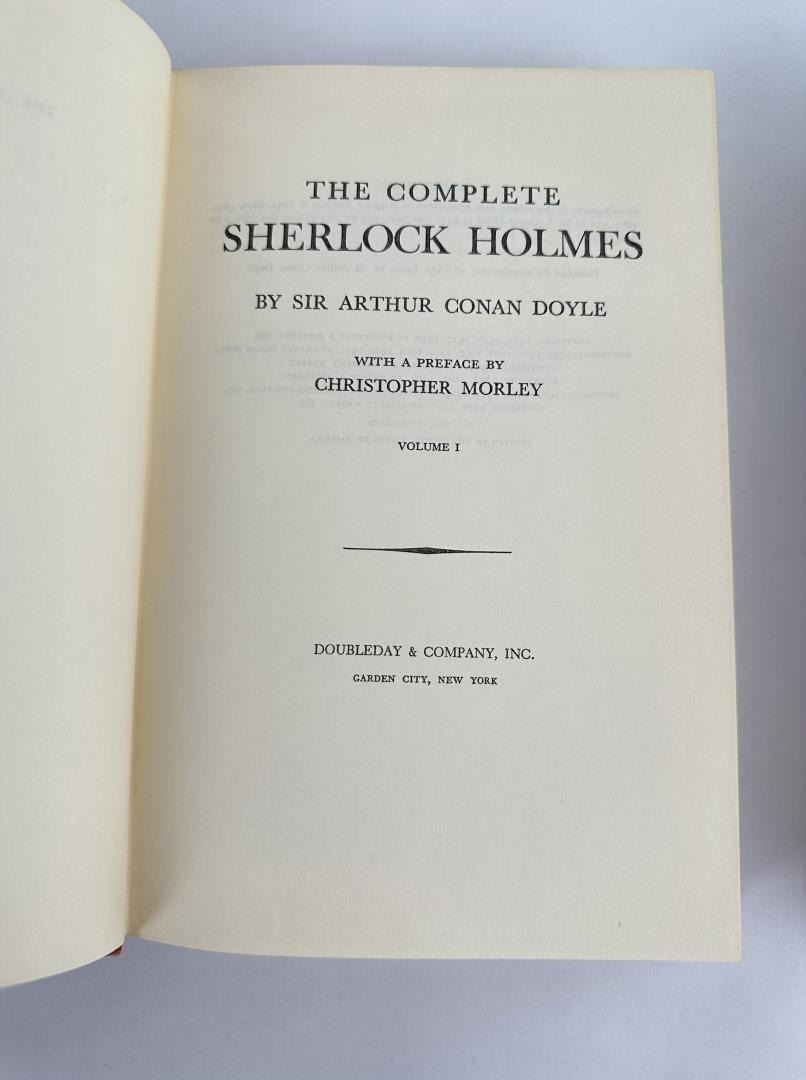 THE COMPLETE
SHERLOCK HOLMES
BY SIR ARTHUR CONAN DOYLE
WITH A PREFACE BY
CHRISTOPHER MORLEY
VOLUME I
DOUBLEDAY & COMPANY, INC.
GARDEN CITY, NEW YORK